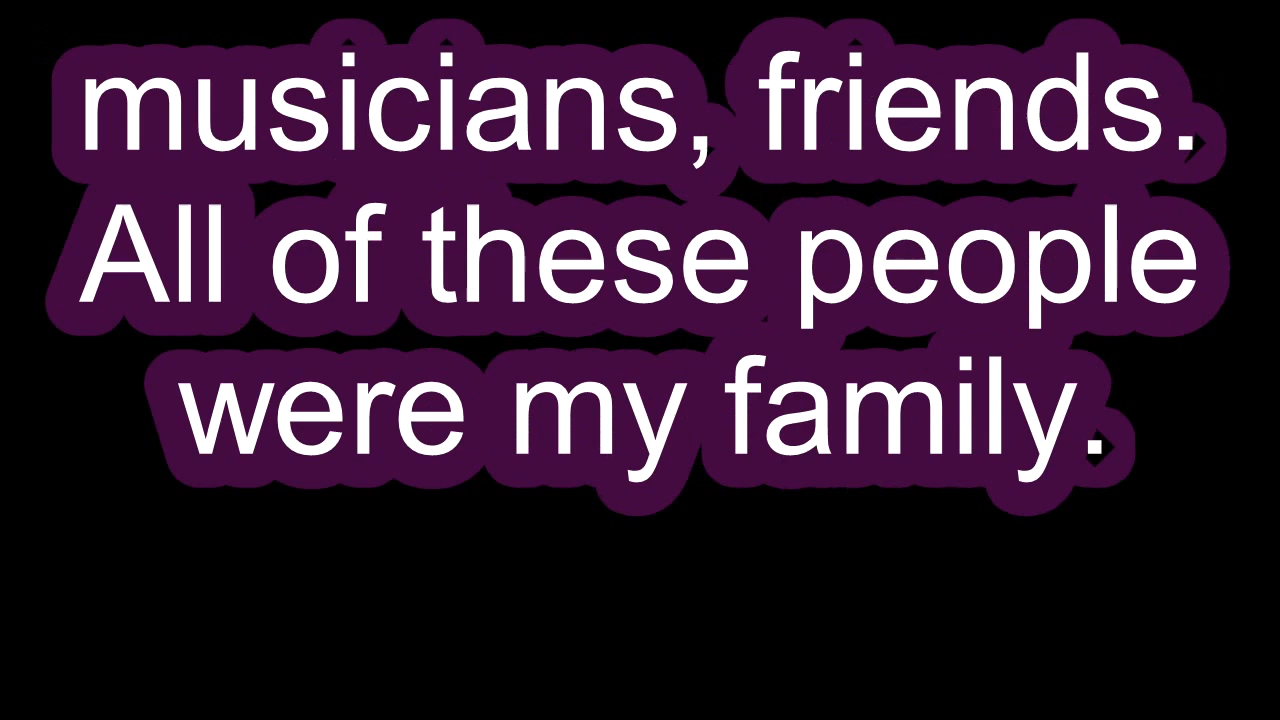 musicians, friends.
All of these people
were my family.